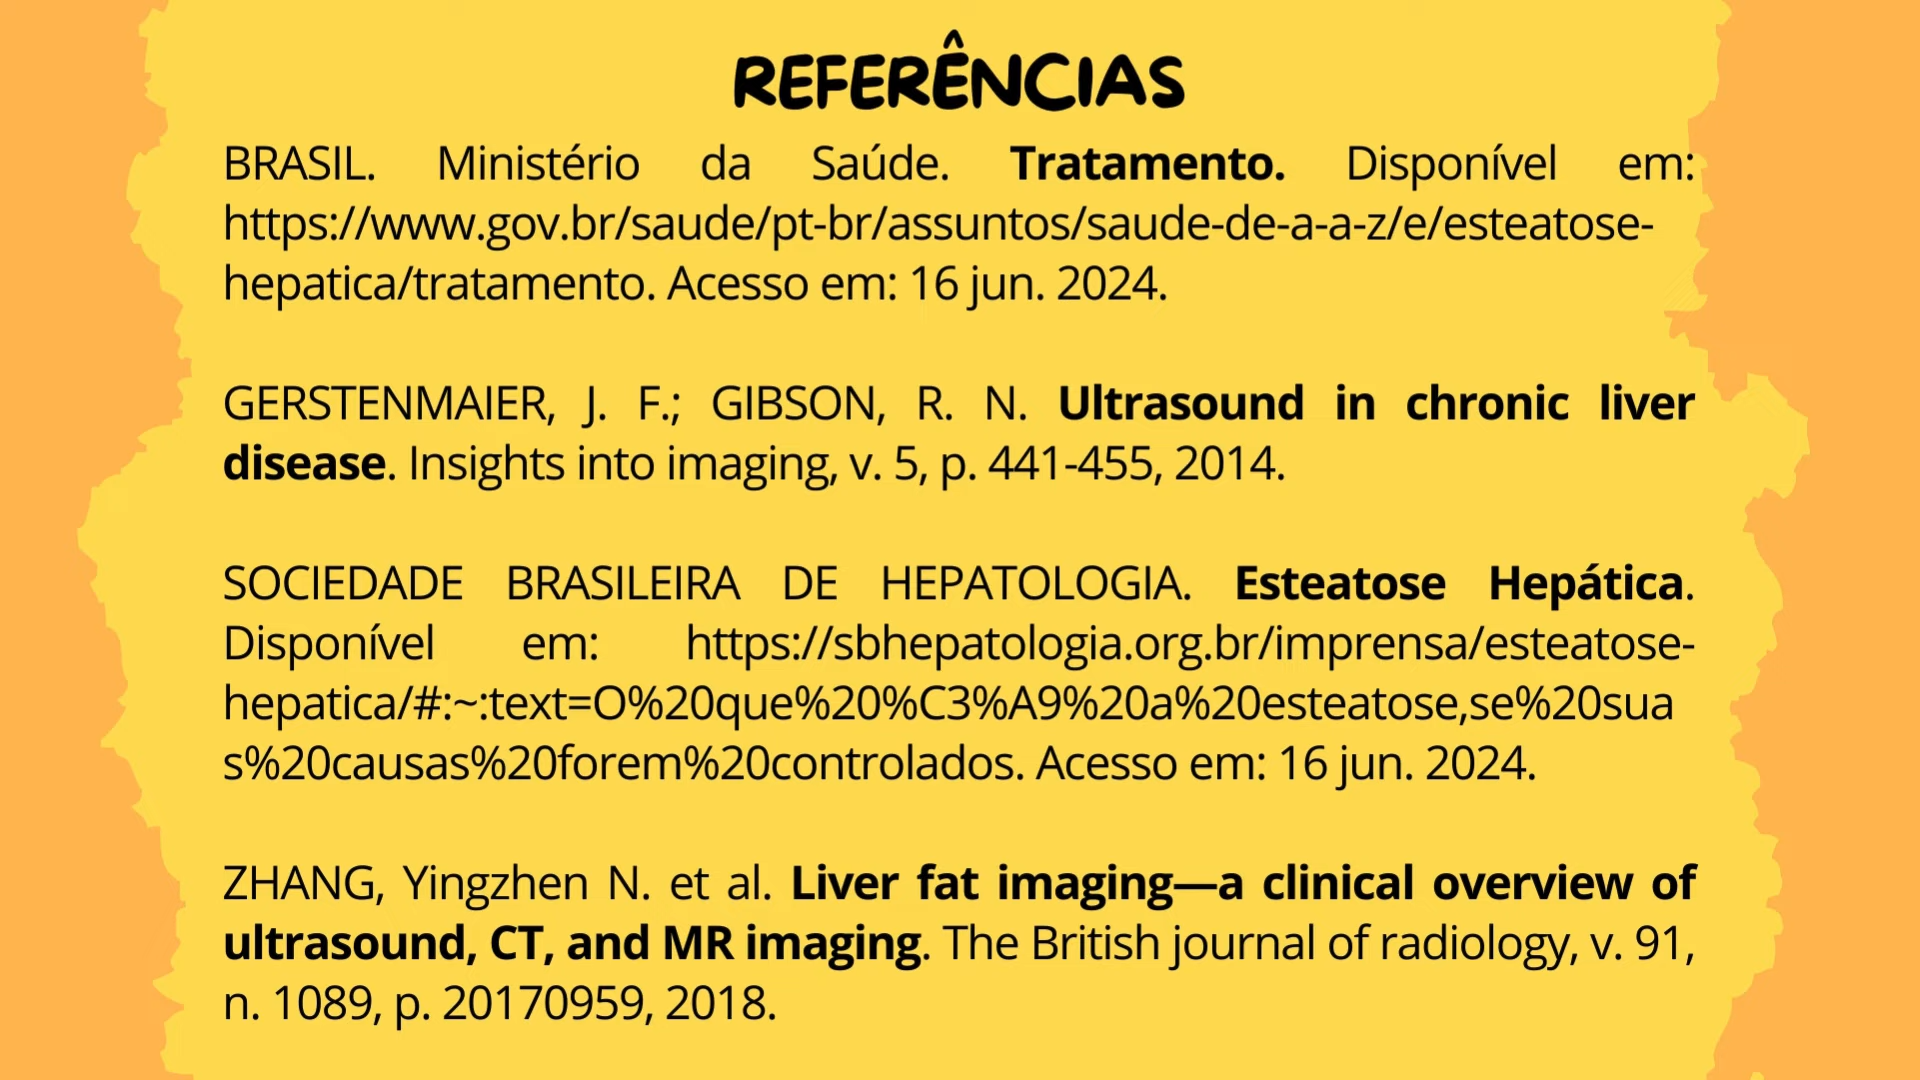 REFERÊNCIAS
BRASIL. Ministério da Saúde. Tratamento. Disponível em:
https://www.gov.br/saude/pt-br/assuntos/saude-de-a-a-z/e/esteatose-
hepatica/tratamento. Acesso em: 16 jun. 2024.
GERSTENMAIER, J. F.; GIBSON, R. N. Ultrasound in chronic liver
disease. Insights into imaging, v. 5, p. 441-455, 2014.
SOCIEDADE BRASILEIRA DE HEPATOLOGIA. Esteatose Hepática.
Disponível em: https://sbhepatologia.org.br/imprensa/esteatose-
hepatica/#:~:text=O%20que%20%C3%A9%20a%20esteatose,se%20sua
s%20causas%20forem%20controlados. Acesso em: 16 jun. 2024.
ZHANG, Yingzhen N. et al. Liver fat imaging—a clinical overview of
ultrasound, CT, and MR imaging. The British journal of radiology, v. 91,
n. 1089, p. 20170959, 2018.